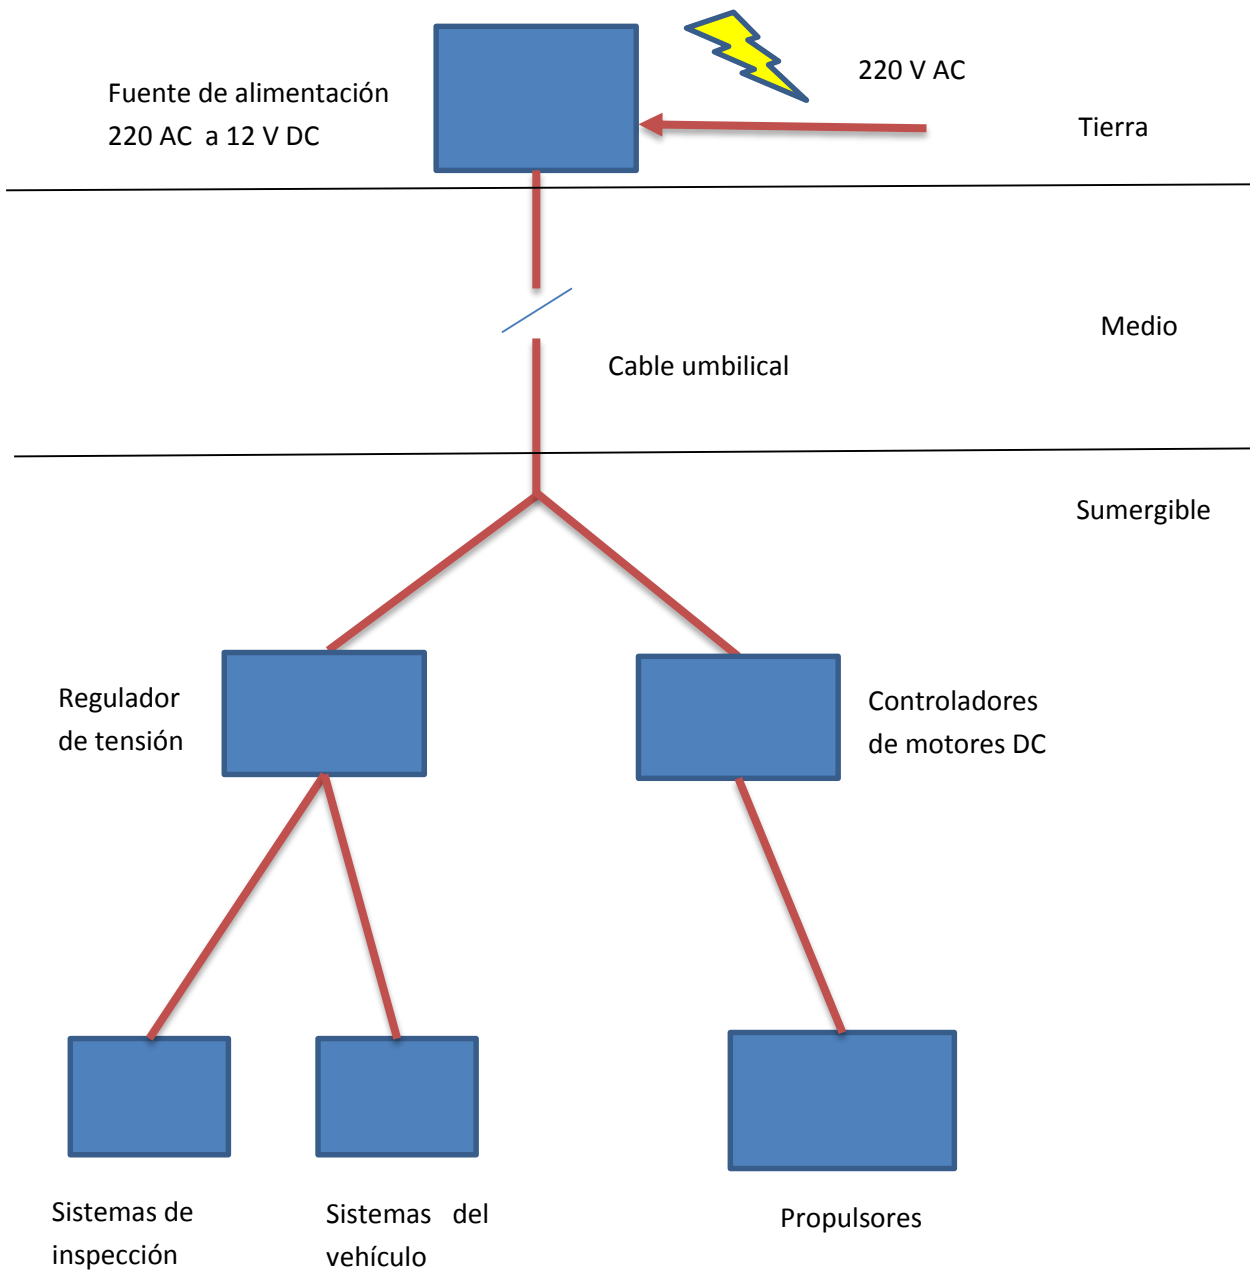 Fuente de alimentación
220 AC a 12 V DC
220 V AC
Tierra
Medio
Cable umbilical
Sumergible
Regulador
de tensión
Controladores
de motores DC
Sistemas de
inspección
Sistemas del
vehículo
Propulsores